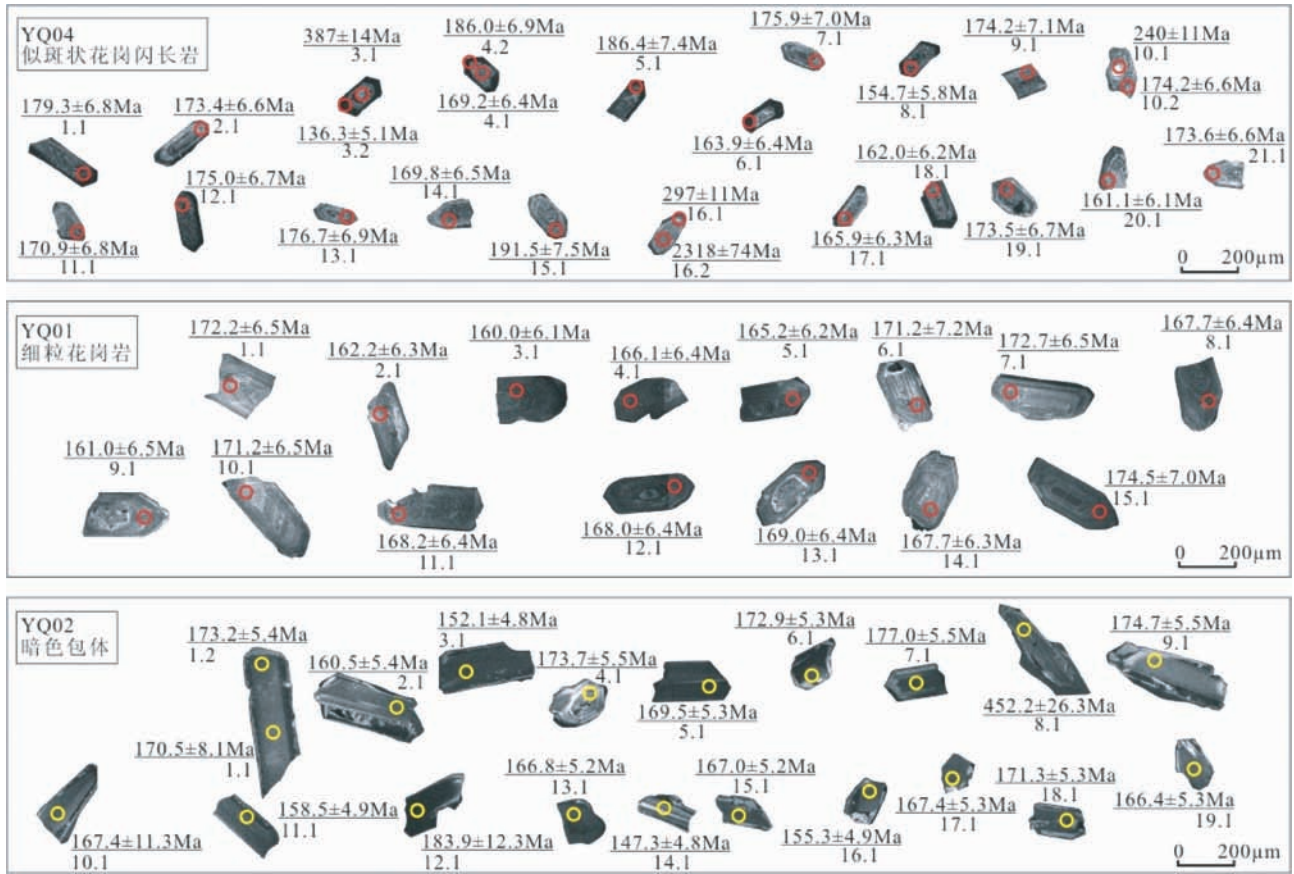 YQ04
似斑状花岗闪长岩
387±14Ma
3.1
186.0±6.9Ma
4.2
186.4±7.4Ma
5.1
175.9±7.0Ma
7.1
174.2±7.1Ma
9.1
240±11Ma
10.1
179.3±6.8Ma
1.1
173.4±6.6Ma
2.1
136.3±5.1Ma
3.2
169.2±6.4Ma
4.1
163.9±6.4Ma
6.1
154.7±5.8Ma
8.1
174.2±6.6Ma
10.2
170.9±6.8Ma
11.1
175.0±6.7Ma
12.1
176.7±6.9Ma
13.1
169.8±6.5Ma
14.1
191.5±7.5Ma
15.1
297±11Ma
16.1
2318±74Ma
16.2
165.9±6.3Ma
17.1
162.0±6.2Ma
18.1
173.5±6.7Ma
19.1
161.1±6.1Ma
20.1
173.6±6.6Ma
21.1
0 200μm
YQ01
细粒花岗岩
172.2±6.5Ma
1.1
162.2±6.3Ma
2.1
160.0±6.1Ma
3.1
166.1±6.4Ma
4.1
165.2±6.2Ma
5.1
171.2±7.2Ma
6.1
172.7±6.5Ma
7.1
167.7±6.4Ma
8.1
161.0±6.5Ma
9.1
171.2±6.5Ma
10.1
168.2±6.4Ma
11.1
168.0±6.4Ma
12.1
169.0±6.4Ma
13.1
167.7±6.3Ma
14.1
174.5±7.0Ma
15.1
0 200μm
YQ02
暗色包体
173.2±5.4Ma
1.2
170.5±8.1Ma
1.1
160.5±5.4Ma
2.1
152.1±4.8Ma
3.1
173.7±5.5Ma
4.1
169.5±5.3Ma
5.1
172.9±5.3Ma
6.1
177.0±5.5Ma
7.1
452.2±26.3Ma
8.1
174.7±5.5Ma
9.1
167.4±11.3Ma
10.1
158.5±4.9Ma
11.1
183.9±12.3Ma
12.1
166.8±5.2Ma
13.1
147.3±4.8Ma
14.1
167.0±5.2Ma
15.1
155.3±4.9Ma
16.1
167.4±5.3Ma
17.1
171.3±5.3Ma
18.1
166.4±5.3Ma
19.1
0 200μm